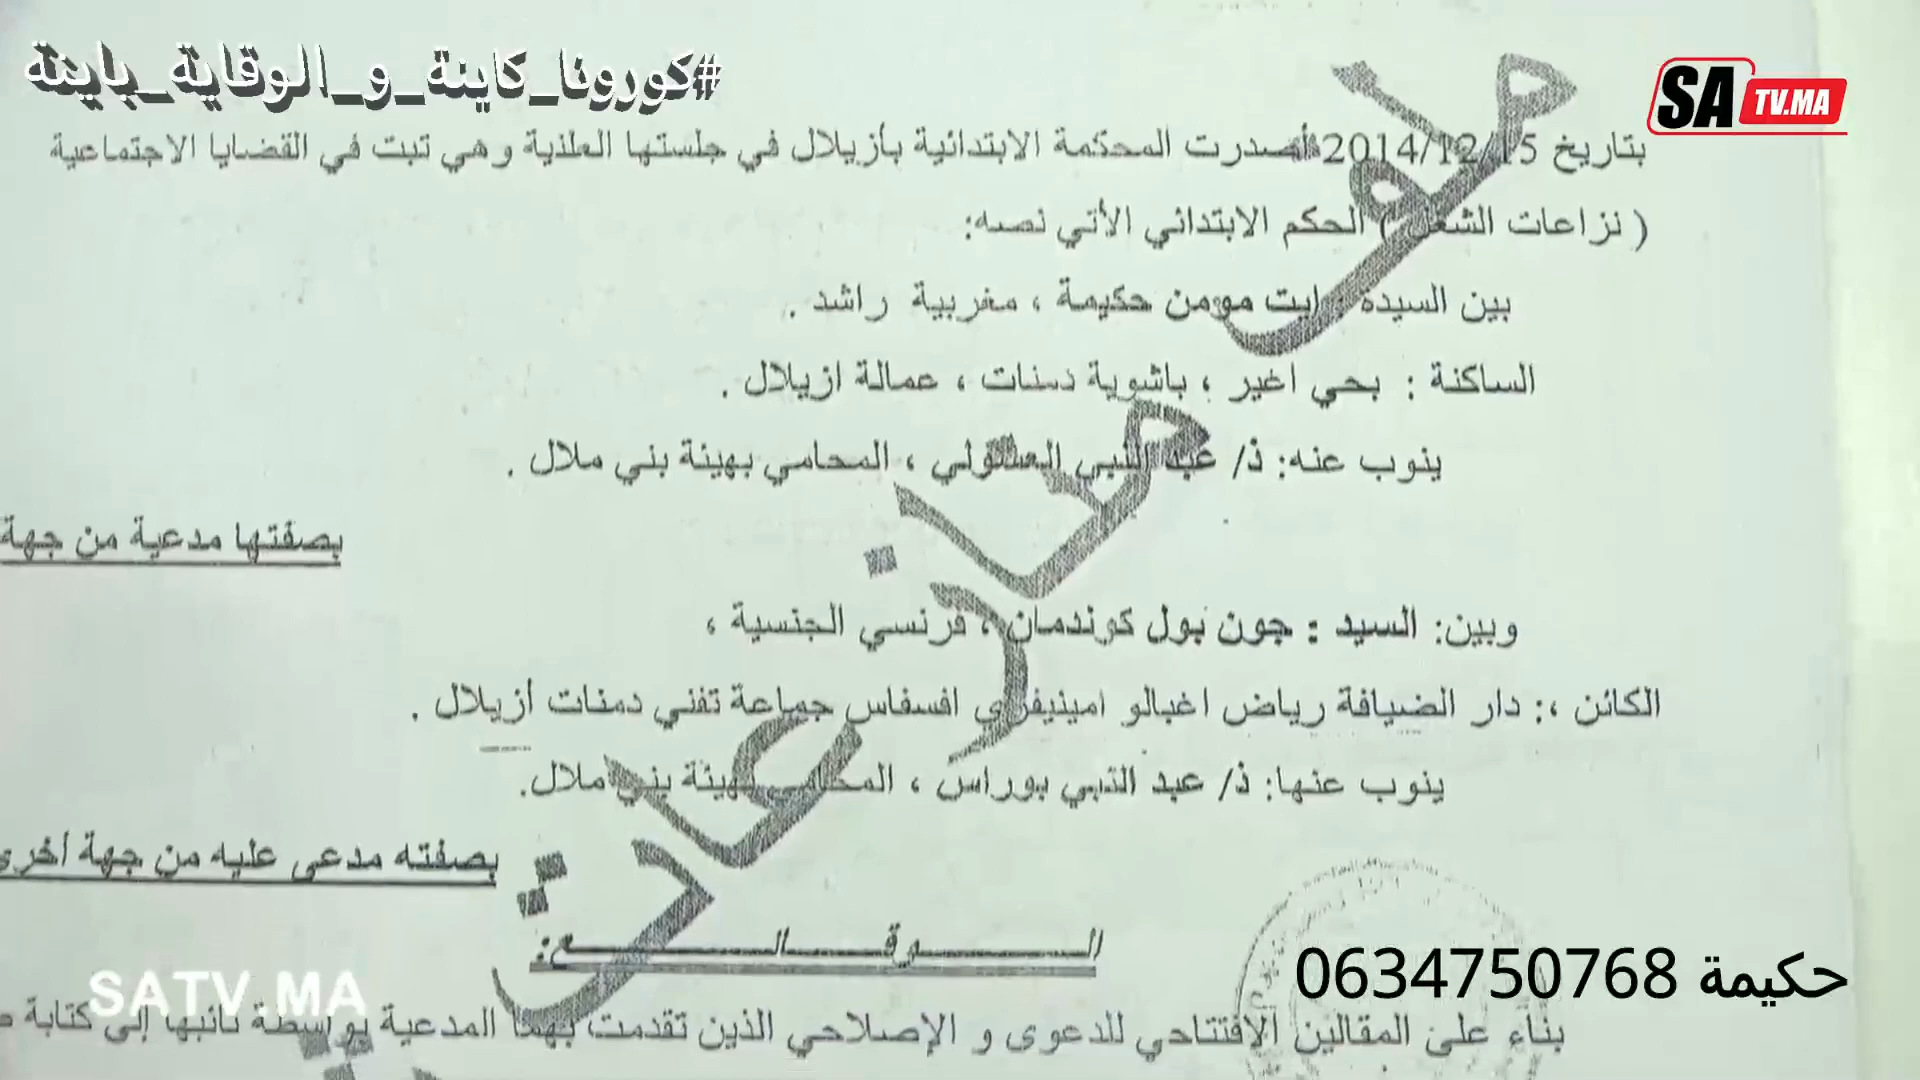 #كورونا_كاينة_و_الوقاية_باينة
SA TV.MA
بتاريخ 2014/12/15 أصدرت المحكمة الابتدائية بأزيلال في جلستها العلنية وهي تبت في القضايا الاجتماعية
( نزاعات الشغل ) الحكم الابتدائي الأتي نصه:
بين السيدة ايت مومن حكيمة ، مغربية راشد .
الساكنة : بحي اغير ، باشوية دمنات ، عمالة ازيلال .
ينوب عنه: ذ/ عبد النبي ، المحامي بهيئة بني ملال .
بصفتها مدعية من جهة
وبين: السيد : جون بول كوندمان ، فرنسي الجنسية ،
الكائن ،: دار الضيافة رياض اغبالو امينيفري افسفاس جماعة تفني دمنات أزيلال .
ينوب عنها: ذ/ عبد النبي بوراس ، المحامي بهيئة بني ملال.
بصفته مدعى عليه من جهة أخرى
الـــوقـــائـــع:
حكيمة 0634750768
SATV.MA
بناء على المقالين الافتتاحي للدعوى و الإصلاحي الذين تقدمت بهما المدعية بواسطة نائبها إلى كتابة